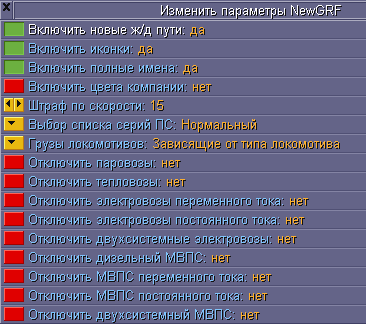 Изменить параметры NewGRF
Включить новые ж/д пути: да
Включить иконки: да
Включить полные имена: да
Включить цвета компании: нет
Штраф по скорости: 15
Выбор списка серий ПС: Нормальный
Грузы локомотивов: Зависящие от типа локомотива
Отключить паровозы: нет
Отключить тепловозы: нет
Отключить электровозы переменного тока: нет
Отключить электровозы постоянного тока: нет
Отключить двухсистемные электровозы: нет
Отключить дизельный МВПС: нет
Отключить МВПС переменного тока: нет
Отключить МВПС постоянного тока: нет
Отключить двухсистемный МВПС: нет